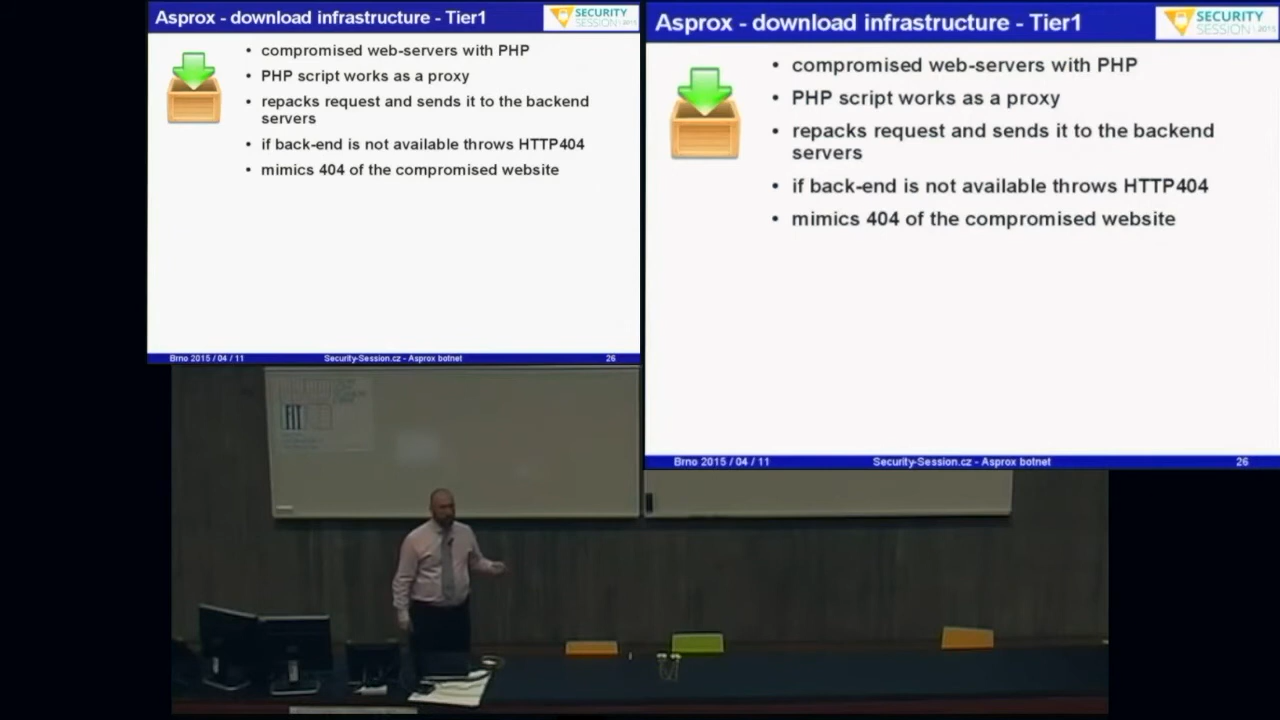 Asprox - download infrastructure - Tier1
SECURITY
SESSION 2015
• compromised web-servers with PHP
• PHP script works as a proxy
• repacks request and sends it to the backend
servers
• if back-end is not available throws HTTP404
• mimics 404 of the compromised website
Brno 2015 / 04 / 11
Security-Session.cz - Asprox botnet
26
Asprox - download infrastructure - Tier1
SECURITY
SESSION 2015
• compromised web-servers with PHP
• PHP script works as a proxy
• repacks request and sends it to the backend
servers
• if back-end is not available throws HTTP404
• mimics 404 of the compromised website
Brno 2015 / 04 / 11
Security-Session.cz - Asprox botnet
26
FIT